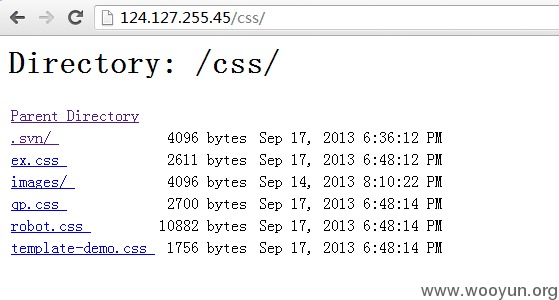 124.127.255.45/css/
Directory: /css/
Parent Directory
.svn/ 4096 bytes Sep 17, 2013 6:36:12 PM
ex.css 2611 bytes Sep 17, 2013 6:48:12 PM
images/ 4096 bytes Sep 14, 2013 8:10:22 PM
qp.css 2700 bytes Sep 17, 2013 6:48:14 PM
robot.css 10882 bytes Sep 17, 2013 6:48:14 PM
template-demo.css 1756 bytes Sep 17, 2013 6:48:14 PM
www.wooyun.org